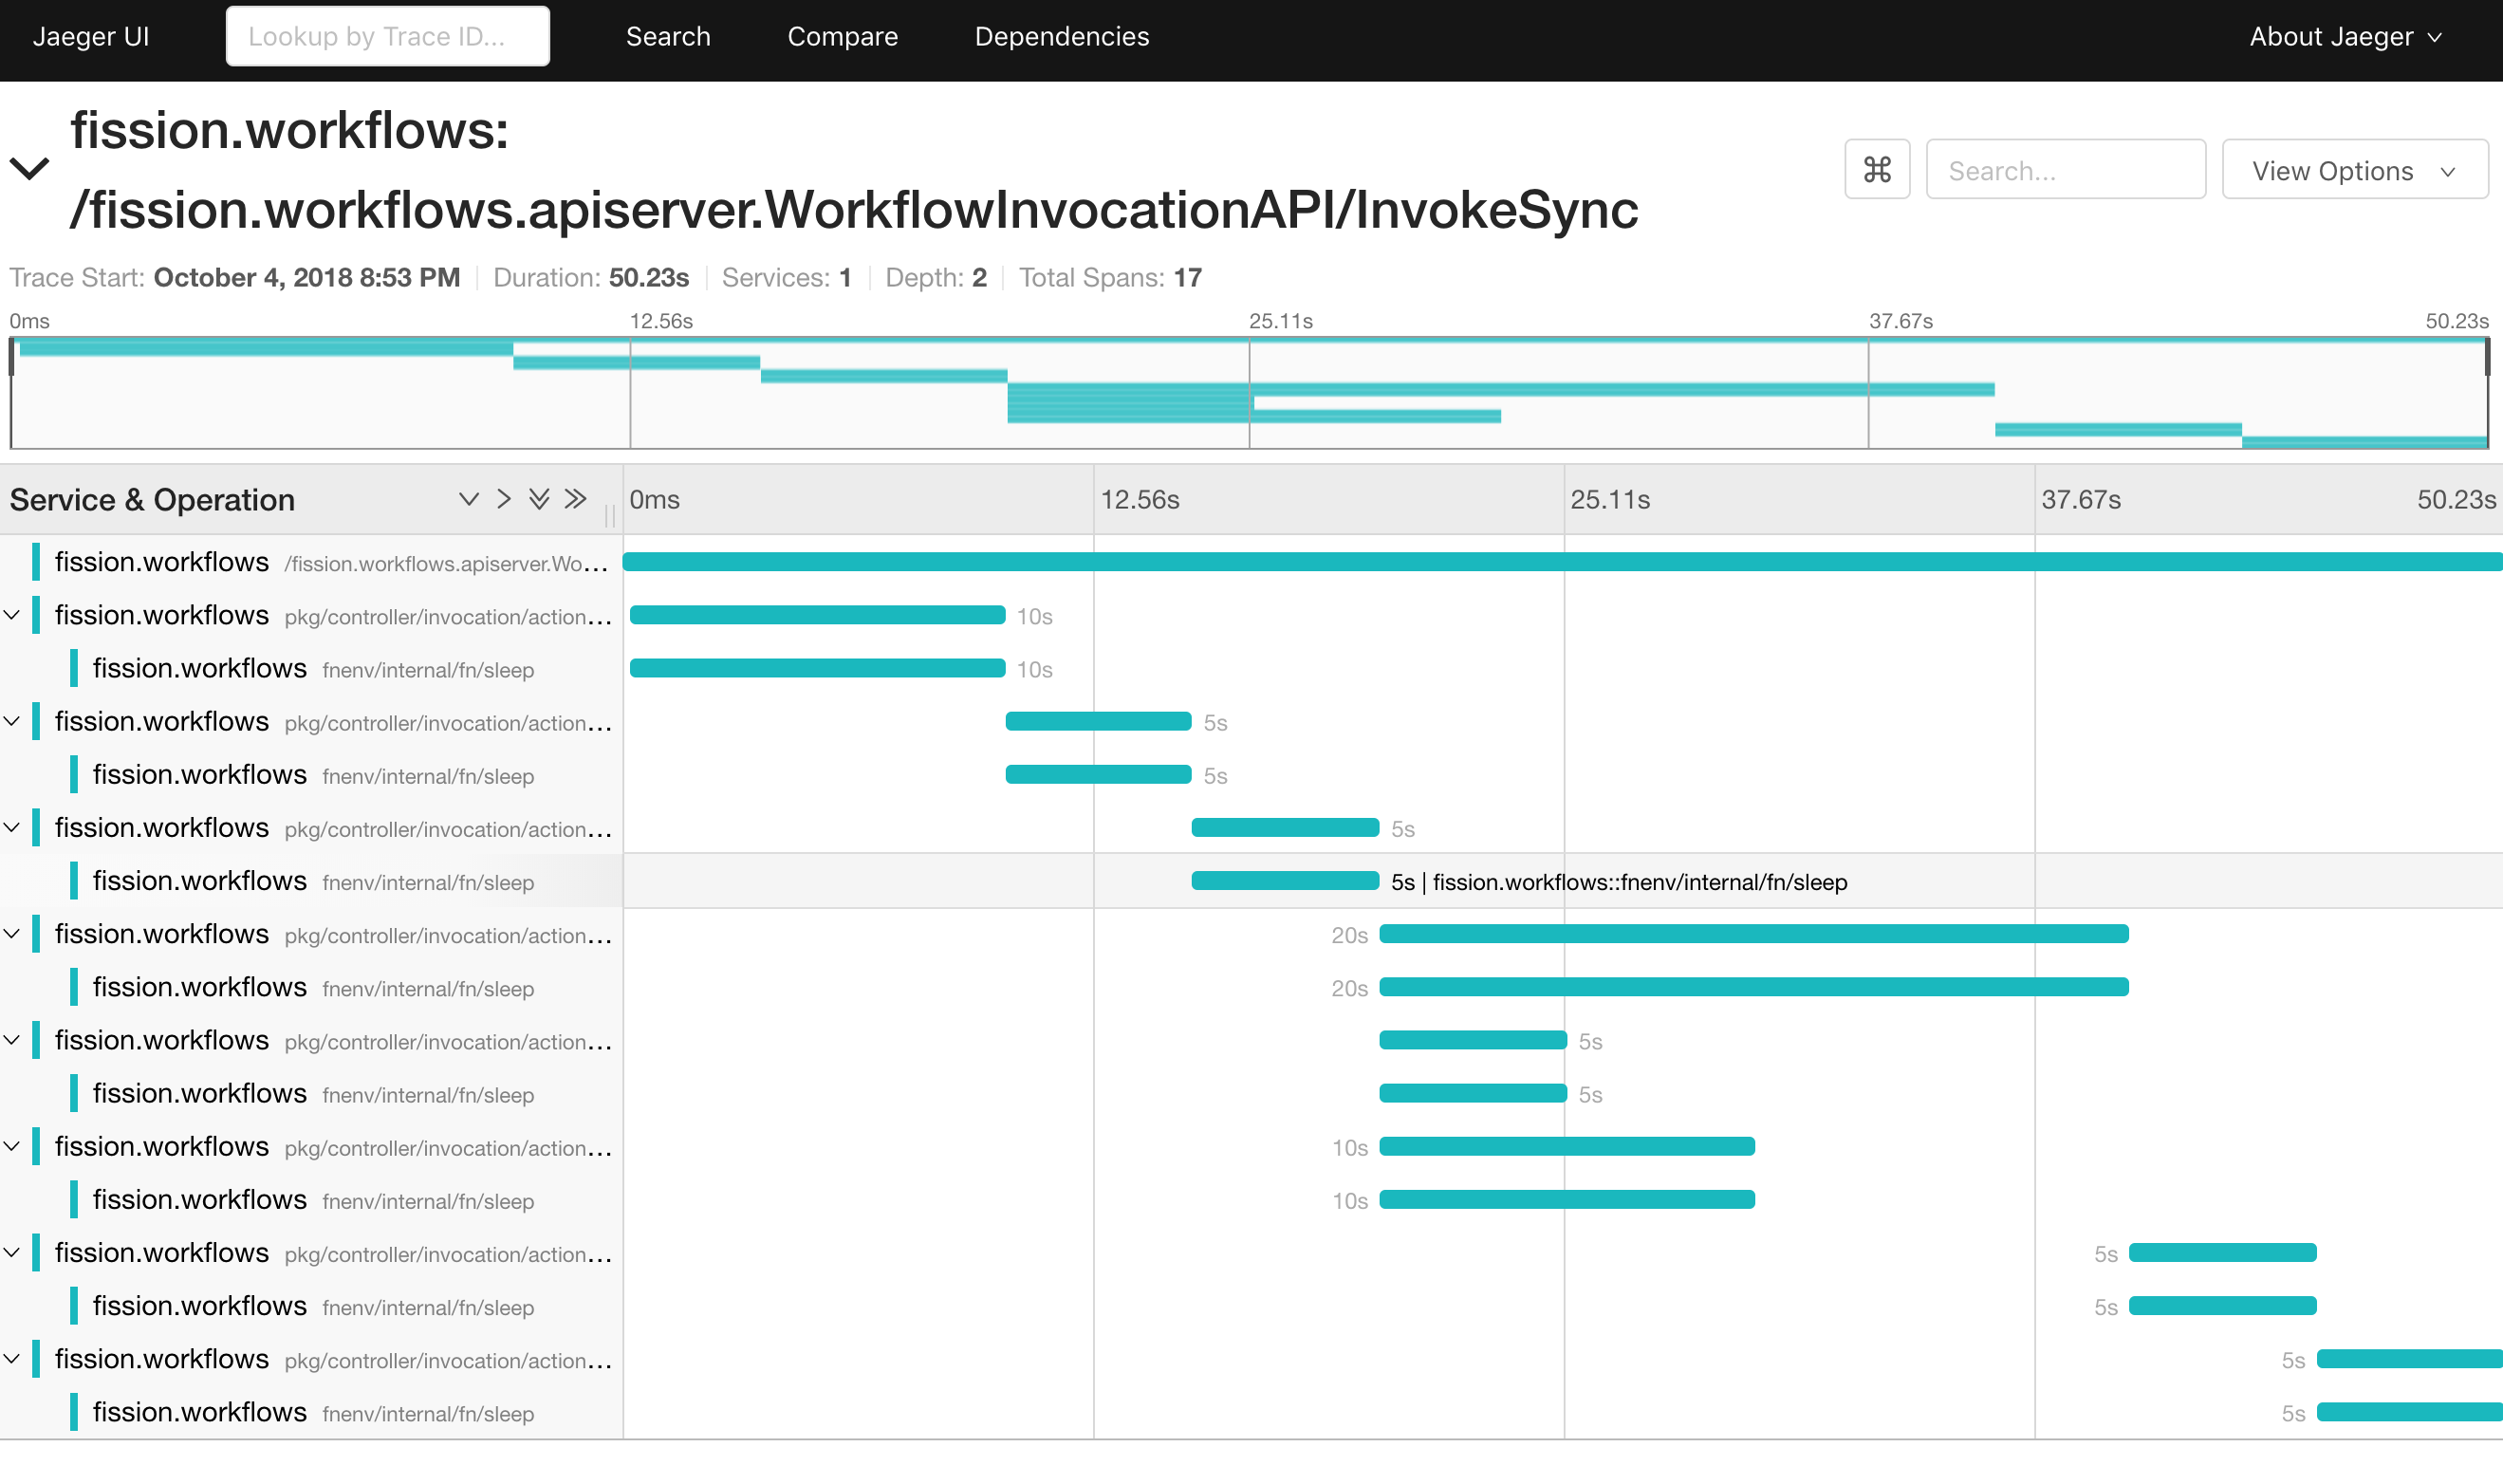 Jaeger UI Lookup by Trace ID... Search Compare Dependencies About Jaeger
fission.workflows:
/fission.workflows.apiserver.WorkflowInvocationAPI/InvokeSync
⌘ Search... View Options
Trace Start: October 4, 2018 8:53 PM Duration: 50.23s Services: 1 Depth: 2 Total Spans: 17
0ms 12.56s 25.11s 37.67s 50.23s
Service & Operation 0ms 12.56s 25.11s 37.67s 50.23s
fission.workflows /fission.workflows.apiserver.Wo...
fission.workflows pkg/controller/invocation/action... 10s
fission.workflows fnenv/internal/fn/sleep 10s
fission.workflows pkg/controller/invocation/action... 5s
fission.workflows fnenv/internal/fn/sleep 5s
fission.workflows pkg/controller/invocation/action... 5s
fission.workflows fnenv/internal/fn/sleep 5s | fission.workflows::fnenv/internal/fn/sleep
fission.workflows pkg/controller/invocation/action... 20s
fission.workflows fnenv/internal/fn/sleep 20s
fission.workflows pkg/controller/invocation/action... 5s
fission.workflows fnenv/internal/fn/sleep 5s
fission.workflows pkg/controller/invocation/action... 10s
fission.workflows fnenv/internal/fn/sleep 10s
fission.workflows pkg/controller/invocation/action... 5s
fission.workflows fnenv/internal/fn/sleep 5s
fission.workflows pkg/controller/invocation/action... 5s
fission.workflows fnenv/internal/fn/sleep 5s